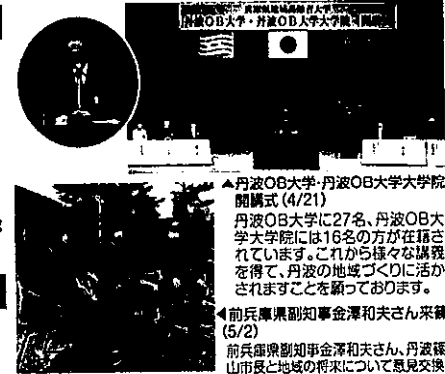 丹波OB大学・丹波OB大学大学院 開講式
▲丹波OB大学・丹波OB大学大学院
開講式(4/21)
丹波OB大学に27名、丹波OB大
学大学院には16名の方が在籍さ
れています。これから様々な講義
を得て、丹波の地域づくりに活か
されますことを願っております。
◀前兵庫県副知事金澤和夫さん来篠
(5/2)
前兵庫県副知事金澤和夫さん、丹波篠
山市長と地域の将来について意見交換